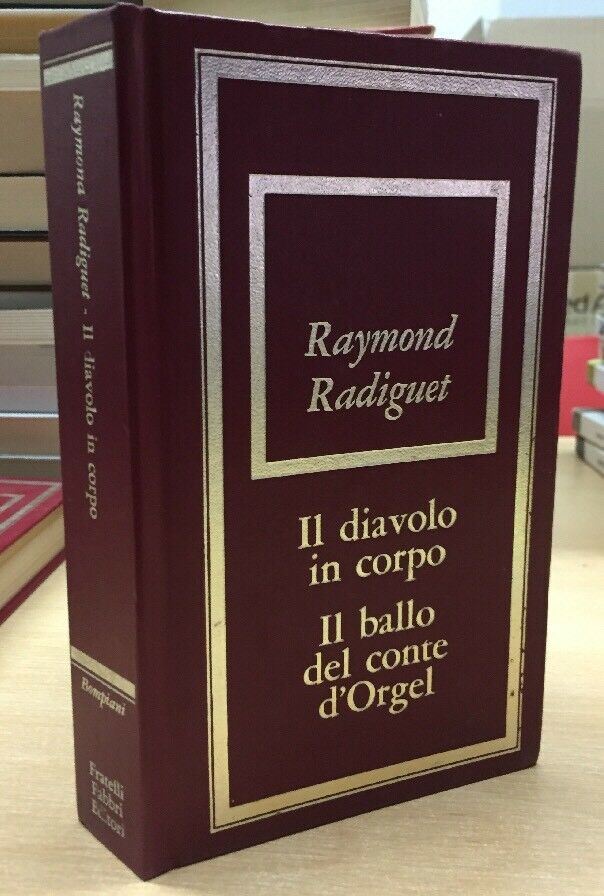 Raymond Radiguet - Il diavolo in corpo
Bompiani
Fratelli
Fabbri
Editori
Raymond
Radiguet
Il diavolo
in corpo
Il ballo
del conte
d'Orgel